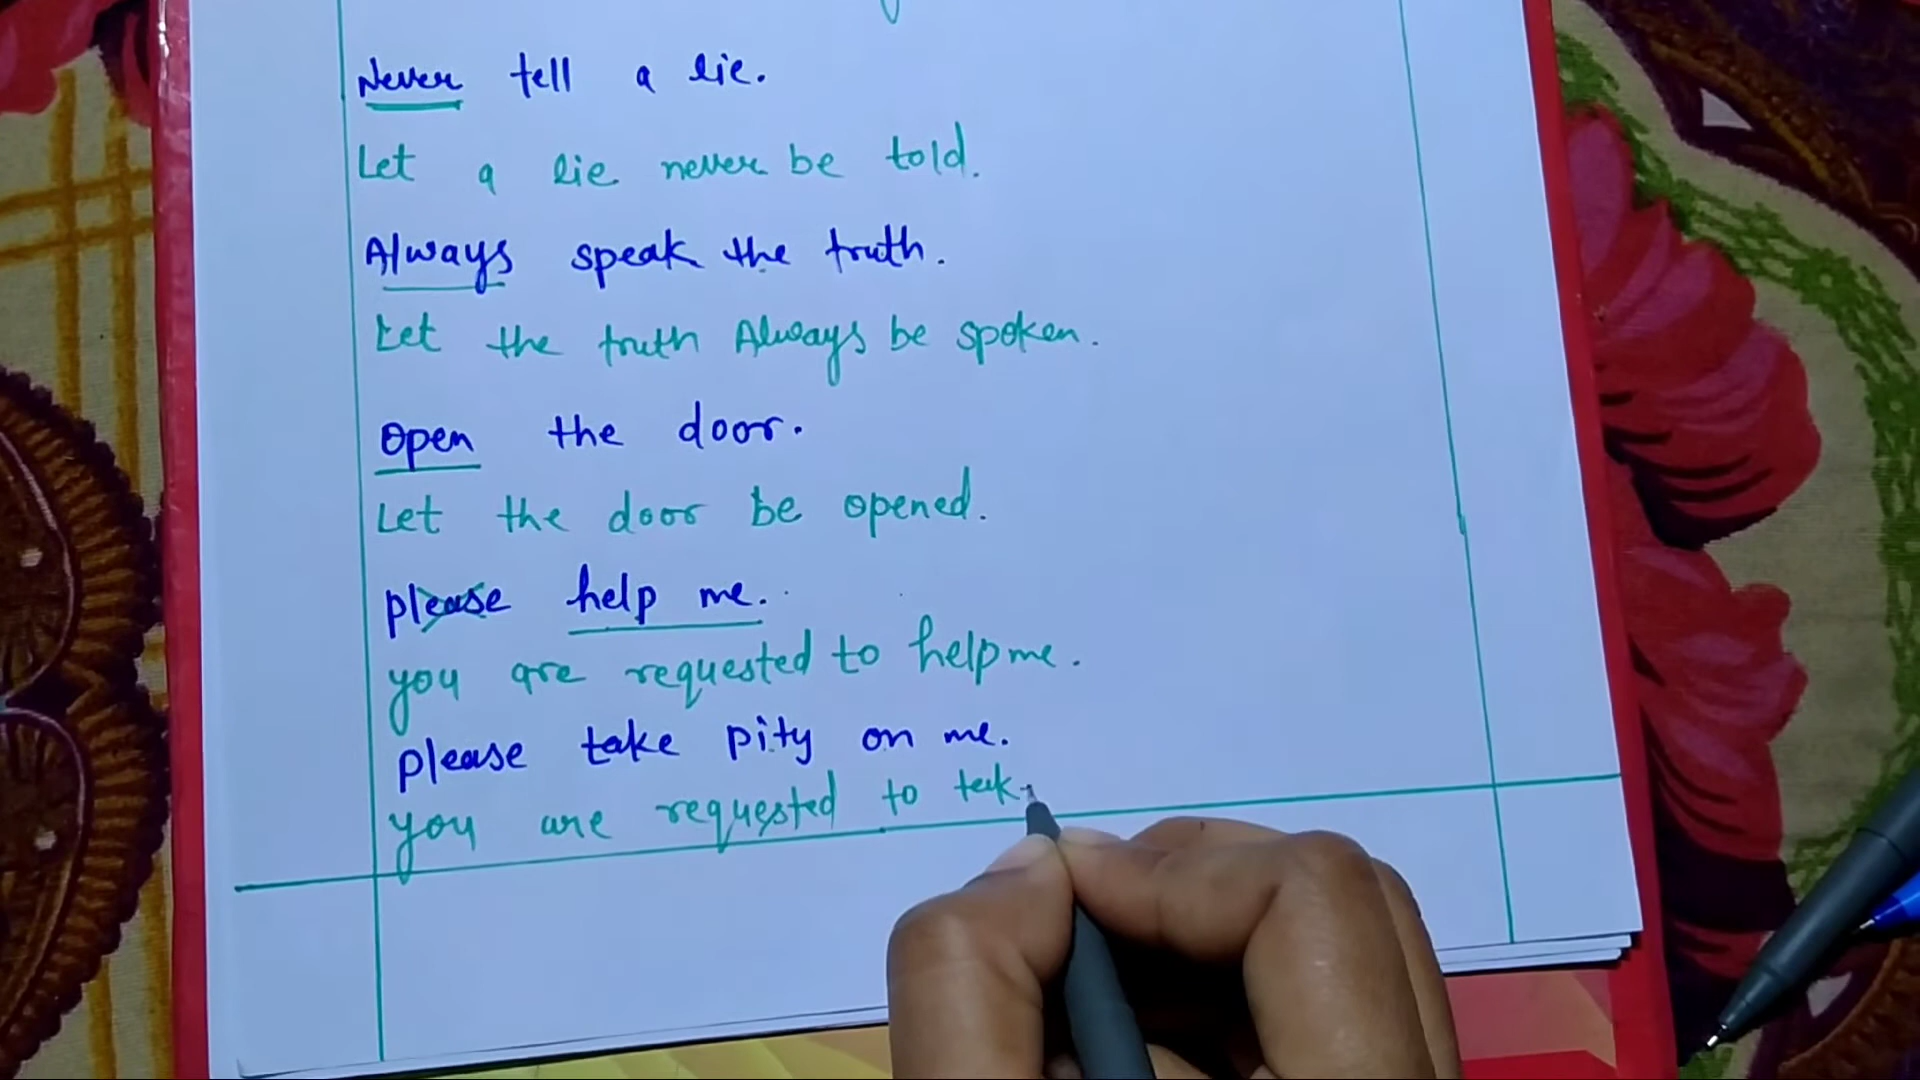 Never tell a lie.
Let a lie never be told.
Always speak the truth.
Let the truth Always be spoken.
open the door.
Let the door be opened.
please help me.
you are requested to help me.
please take pity on me.
you are requested to